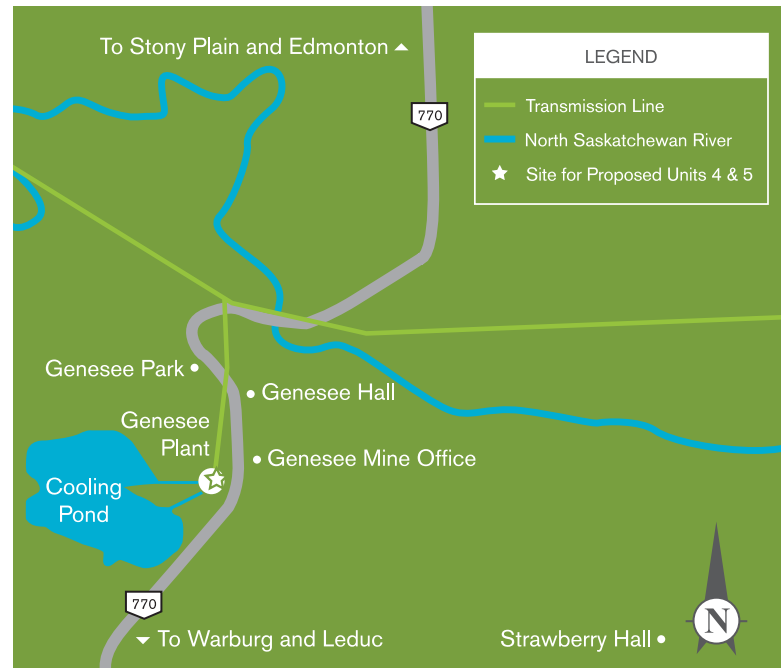 To Stony Plain and Edmonton
LEGEND
770
Transmission Line
North Saskatchewan River
Site for Proposed Units 4 & 5
Genesee Park
Genesee Hall
Genesee
Plant
Genesee Mine Office
Cooling
Pond
770
To Warburg and Leduc
Strawberry Hall
N